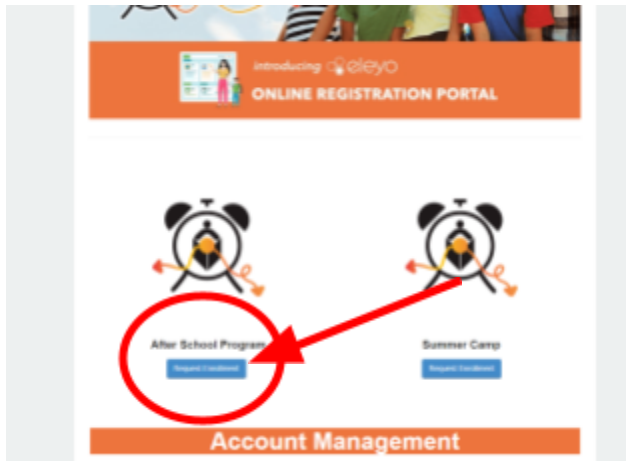 introducing eleyo
ONLINE REGISTRATION PORTAL
After School Program
Summer Camp
Request Enrollment
Request Enrollment
Account Management